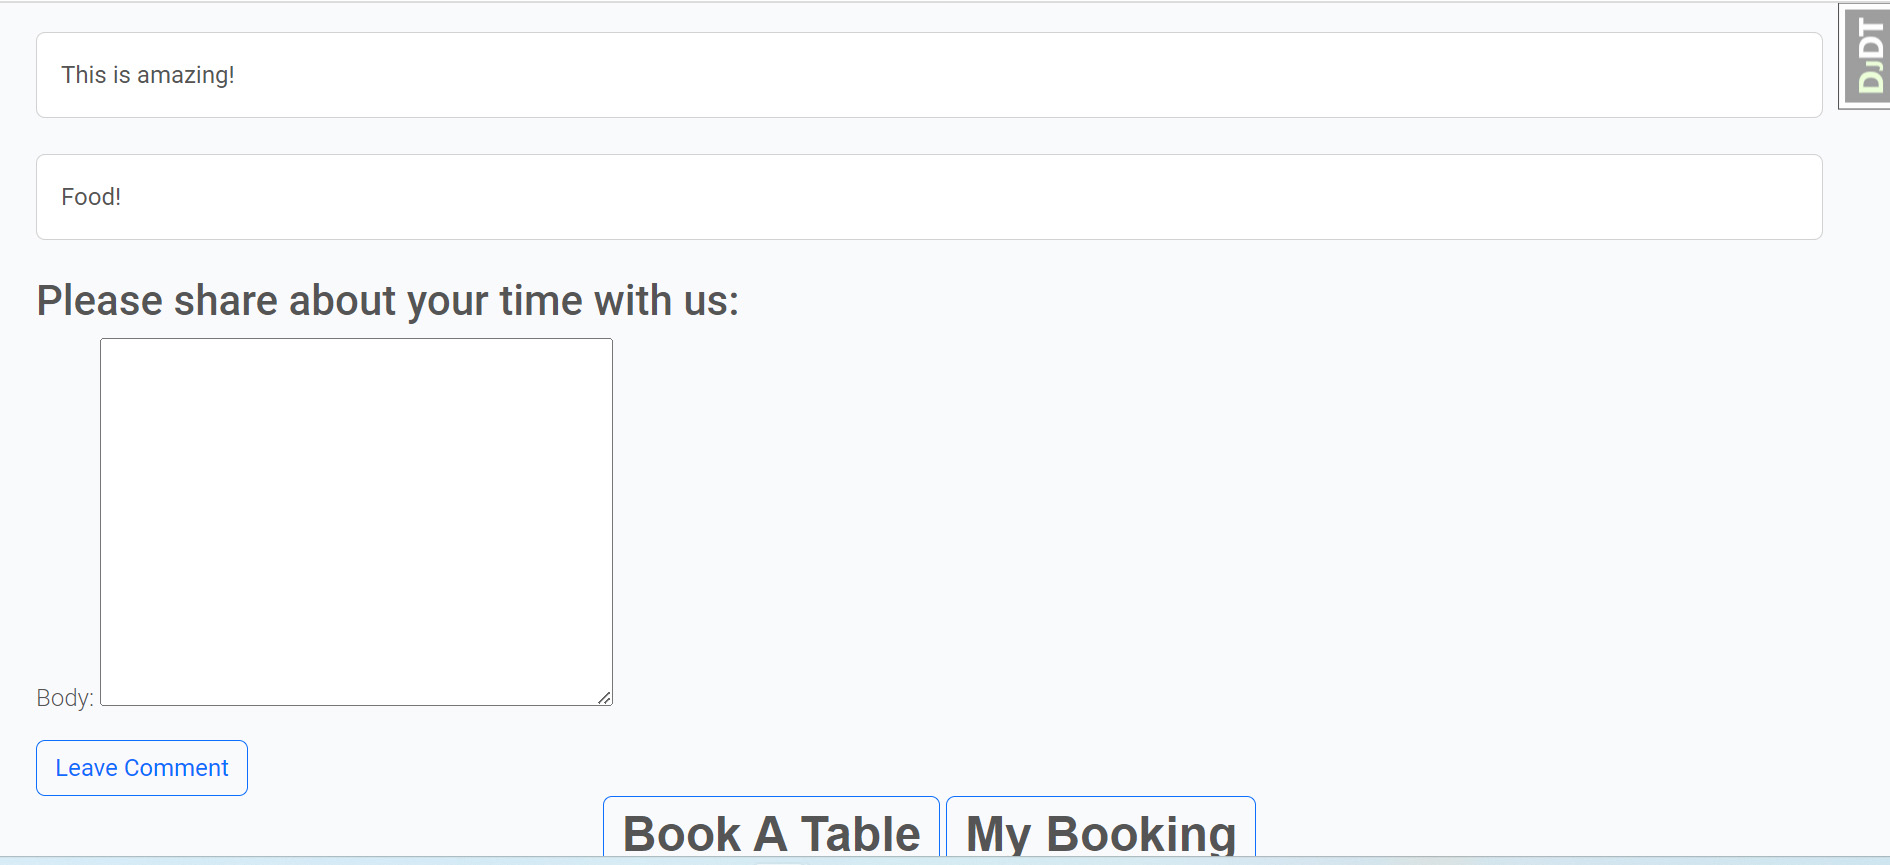 DJDT
This is amazing!
Food!
Please share about your time with us:
Body:
Leave Comment
Book A Table
My Booking